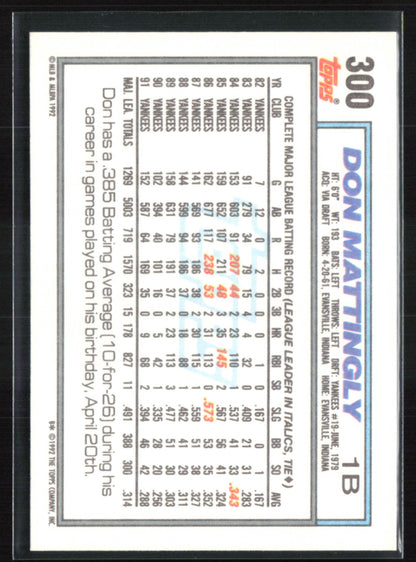 300
Topps®
DON MATTINGLY 1B
HT: 6'0" WT: 193 BATS: LEFT THROWS: LEFT DRFT: YANKEES #19-JUNE, 1979
ACQ: VIA DRAFT BORN: 4-20-61, EVANSVILLE, INDIANA HOME: EVANSVILLE, INDIANA
COMPLETE MAJOR LEAGUE BATTING RECORD (LEAGUE LEADER IN ITALICS, TIE♦)
YR CLUB G AB R H 2B 3B HR RBI SB SLG BB SO AVG
82 YANKEES 7 12 0 2 0 0 0 1 0 .167 0 1 .167
83 YANKEES 91 279 34 79 15 4 4 32 0 .409 21 31 .283
84 YANKEES 153 603 91 207 44 2 23 110 1 .537 41 33 .343
85 YANKEES 159 652 107 211 48 3 35 145 2 .567 56 41 .324
86 YANKEES 162 677 117 238 53 2 31 113 0 .573 53 35 .352
87 YANKEES 141 569 93 186 38 2 30 115 1 .559 51 38 .327
88 YANKEES 144 599 94 186 37 0 18 88 1 .462 41 29 .311
89 YANKEES 158 631 79 191 37 2 23 113 3 .477 51 30 .303
90 YANKEES 102 394 40 101 16 0 5 42 1 .335 28 20 .256
91 YANKEES 152 587 64 169 35 0 9 68 2 .394 46 42 .288
MAJ. LEA. TOTALS 1269 5003 719 1570 323 15 178 827 11 .491 388 300 .314
Don has a .385 Batting Average (10-for-26) during his
career in games played on his birthday, April 20th.
©MLB & MLBPA 1992
B* ©1992 THE TOPPS COMPANY, INC.